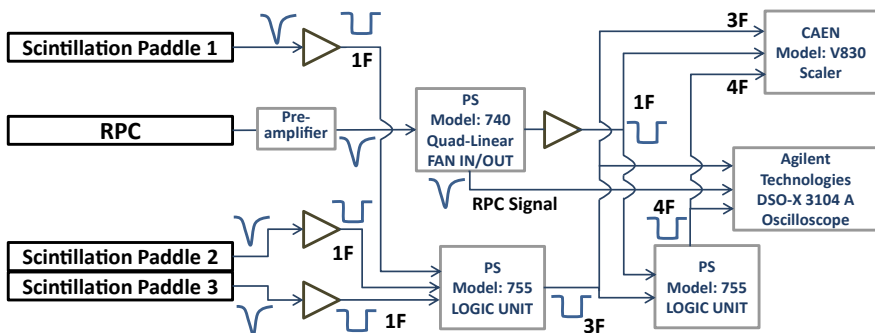 Scintillation Paddle 1
1F
3F
CAEN
Model: V830
Scaler
4F
RPC
Pre-
amplifier
PS
Model: 740
Quad-Linear
FAN IN/OUT
1F
RPC Signal
Agilent
Technologies
DSO-X 3104 A
Oscilloscope
4F
Scintillation Paddle 2
Scintillation Paddle 3
1F
1F
PS
Model: 755
LOGIC UNIT
3F
PS
Model: 755
LOGIC UNIT